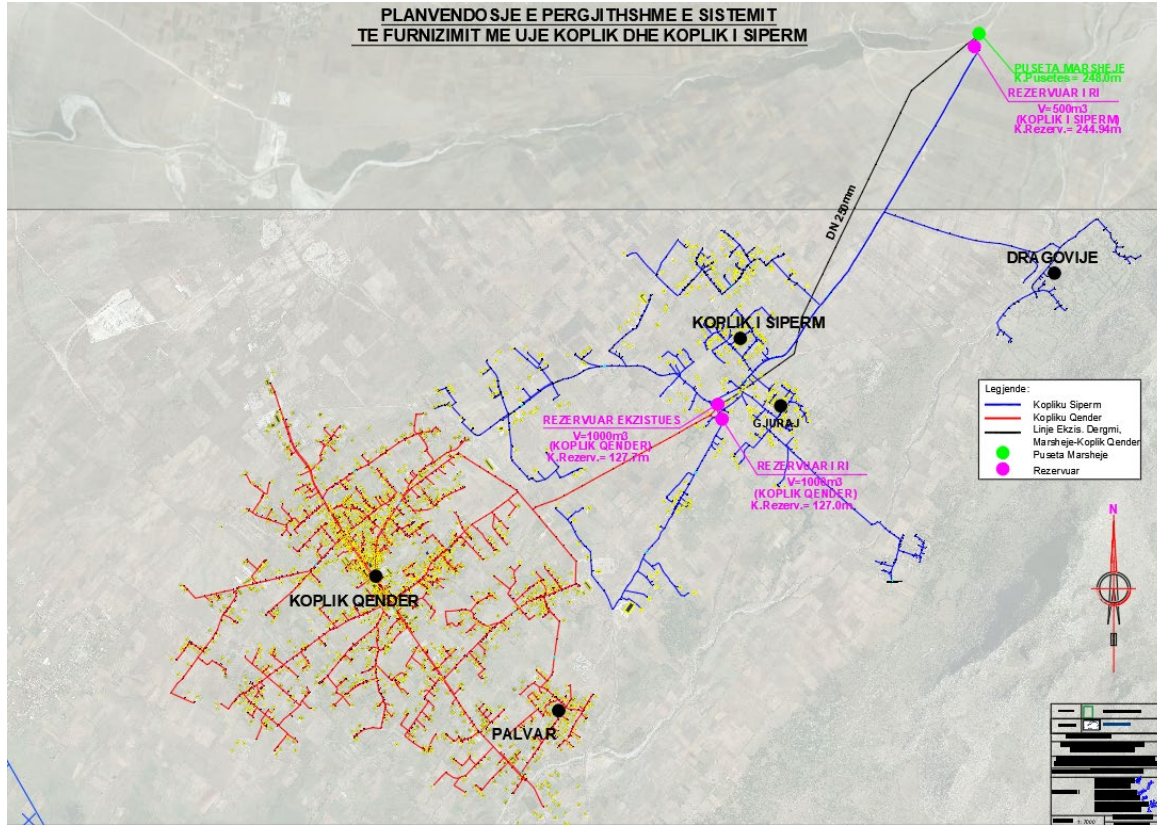 PLANVENDOSJE E PERGJITHSHME E SISTEMIT
TE FURNIZIMIT ME UJE KOPLIK DHE KOPLIK I SIPERM
PUSETA MARSHEJE
K.Pusetes = 248.0m
REZERVUAR I RI
V=500m3
(KOPLIK I SIPERM)
K.Rezerv.= 244.94m
DN 250mm
DRAGOVIJE
KOPLIK I SIPERM
GJURAJ
REZERVUAR EKZISTUES
V=1000m3
(KOPLIK QENDER)
K.Rezerv.= 127.7m
REZERVUAR I RI
V=1000m3
(KOPLIK QENDER)
K.Rezerv.= 127.0m
Legjende:
Kopliku Siperm
Kopliku Qender
Linje Ekzis. Dergmi,
Marsheje-Koplik Qender
Puseta Marsheje
Rezervuar
N
KOPLIK QENDER
PALVAR